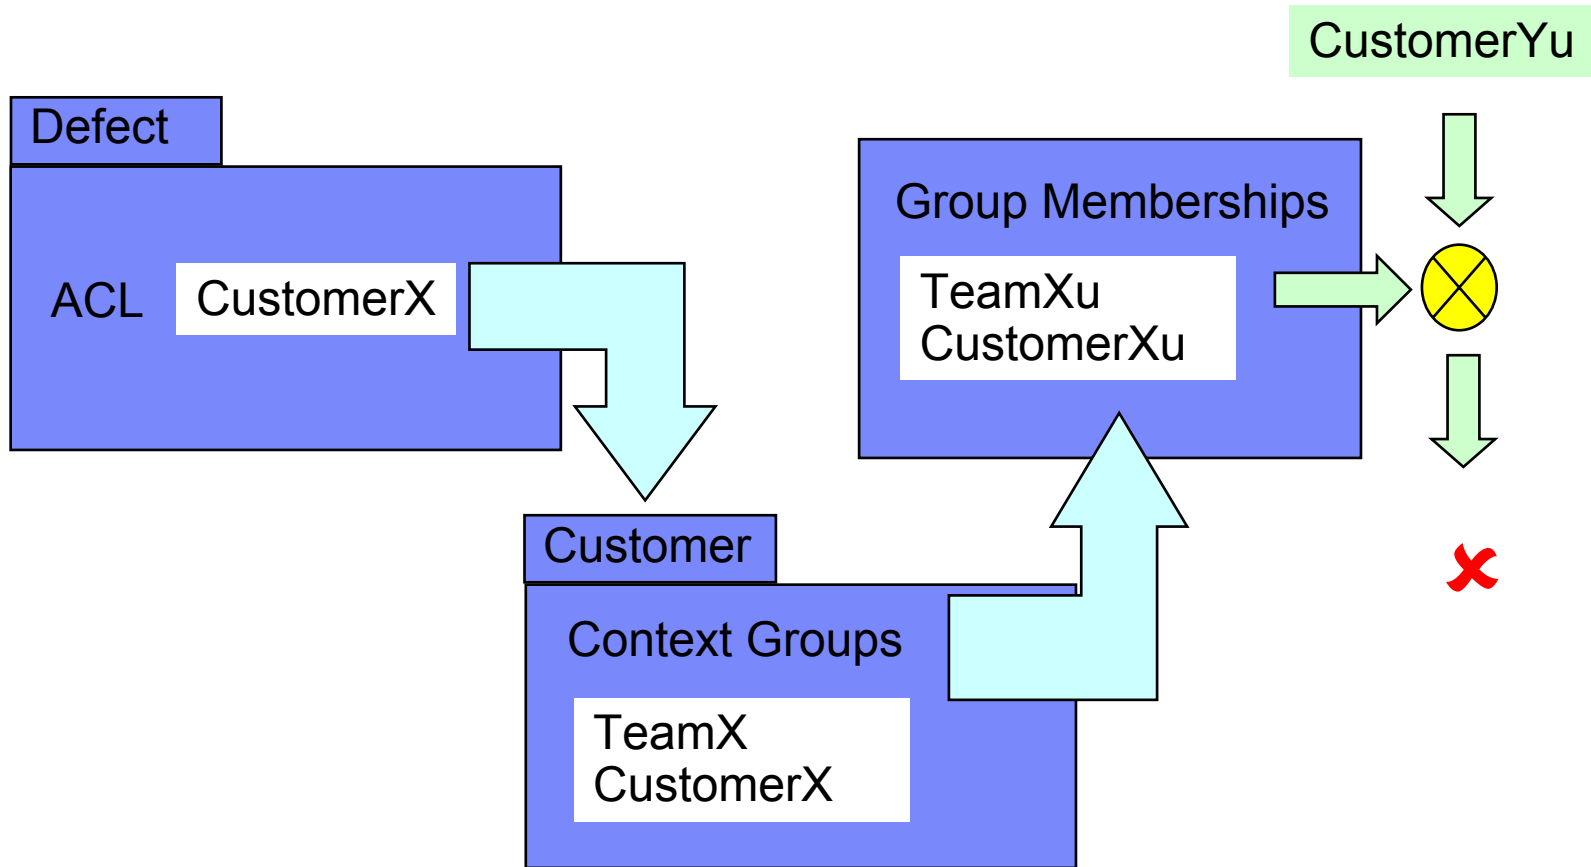 CustomerYu
Defect
ACL
CustomerX
Group Memberships
TeamXu
CustomerXu
Customer
Context Groups
TeamX
CustomerX